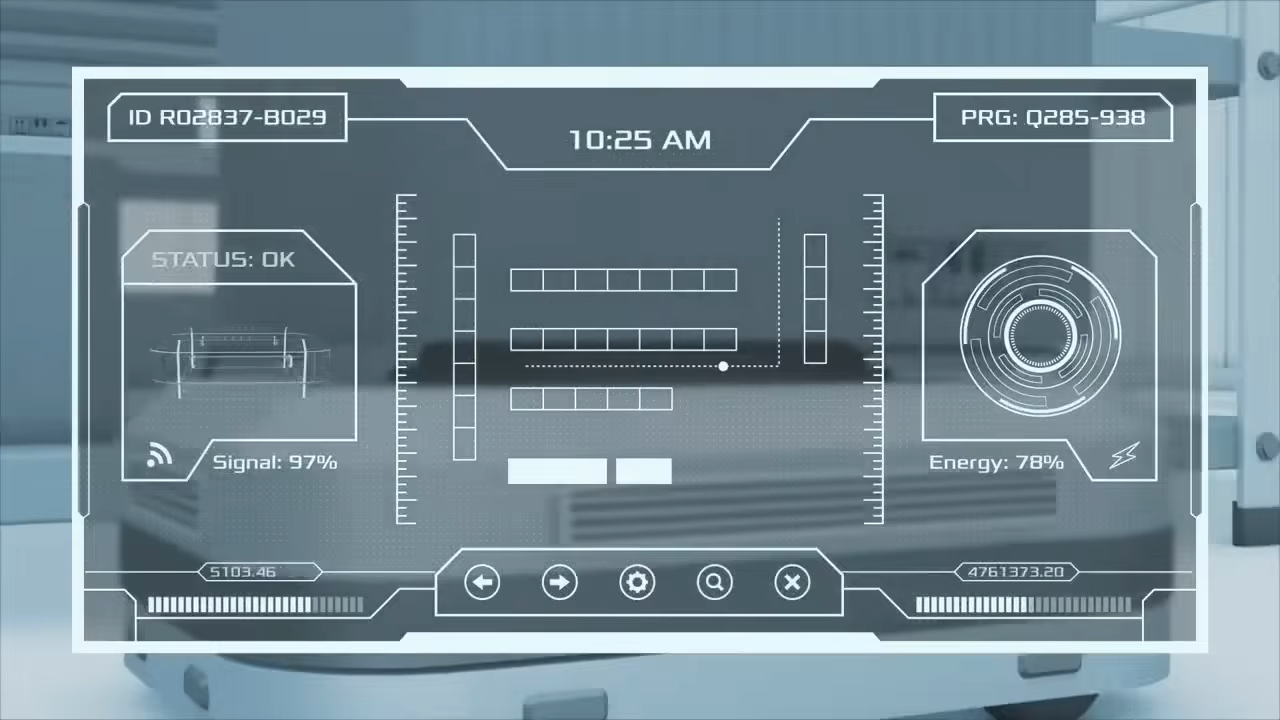 ID R02837-B029
10:25 AM
PRG: Q285-938
STATUS: OK
Signal: 97%
Energy: 78%
5103.46
4761373.20